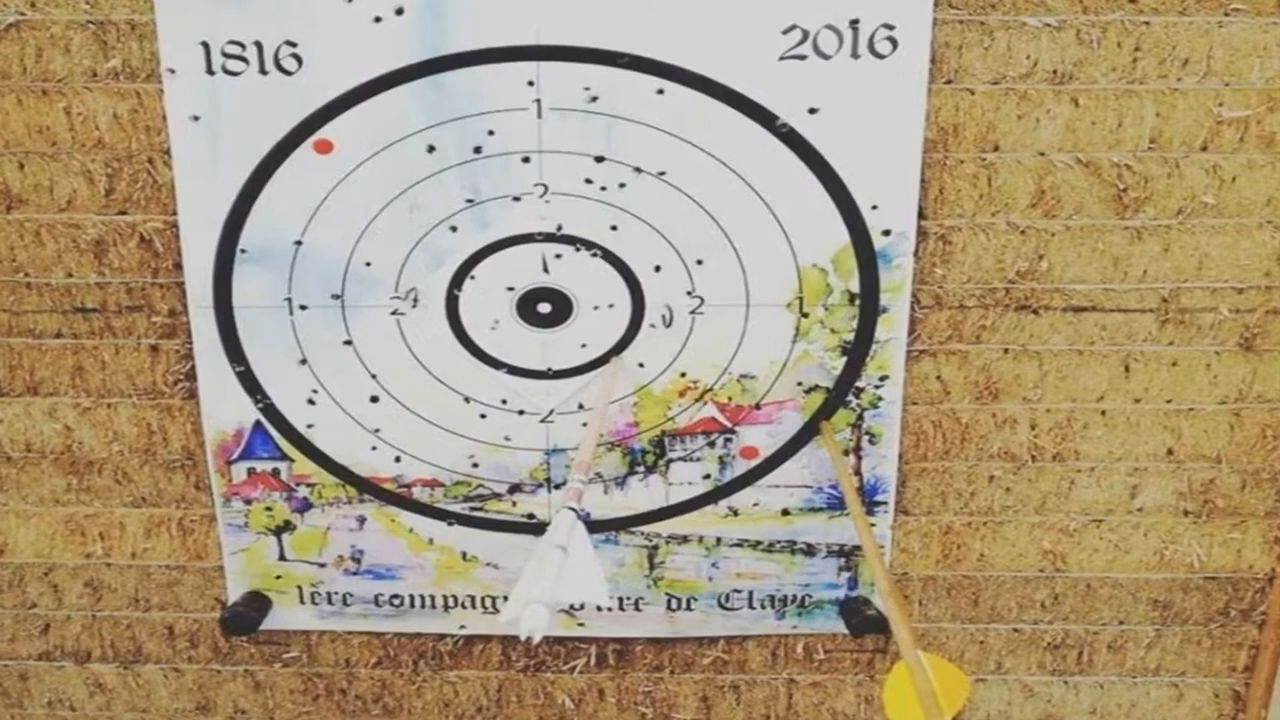 1816 2016
1
2
1 2 2 1
2
1ère compag de Claye